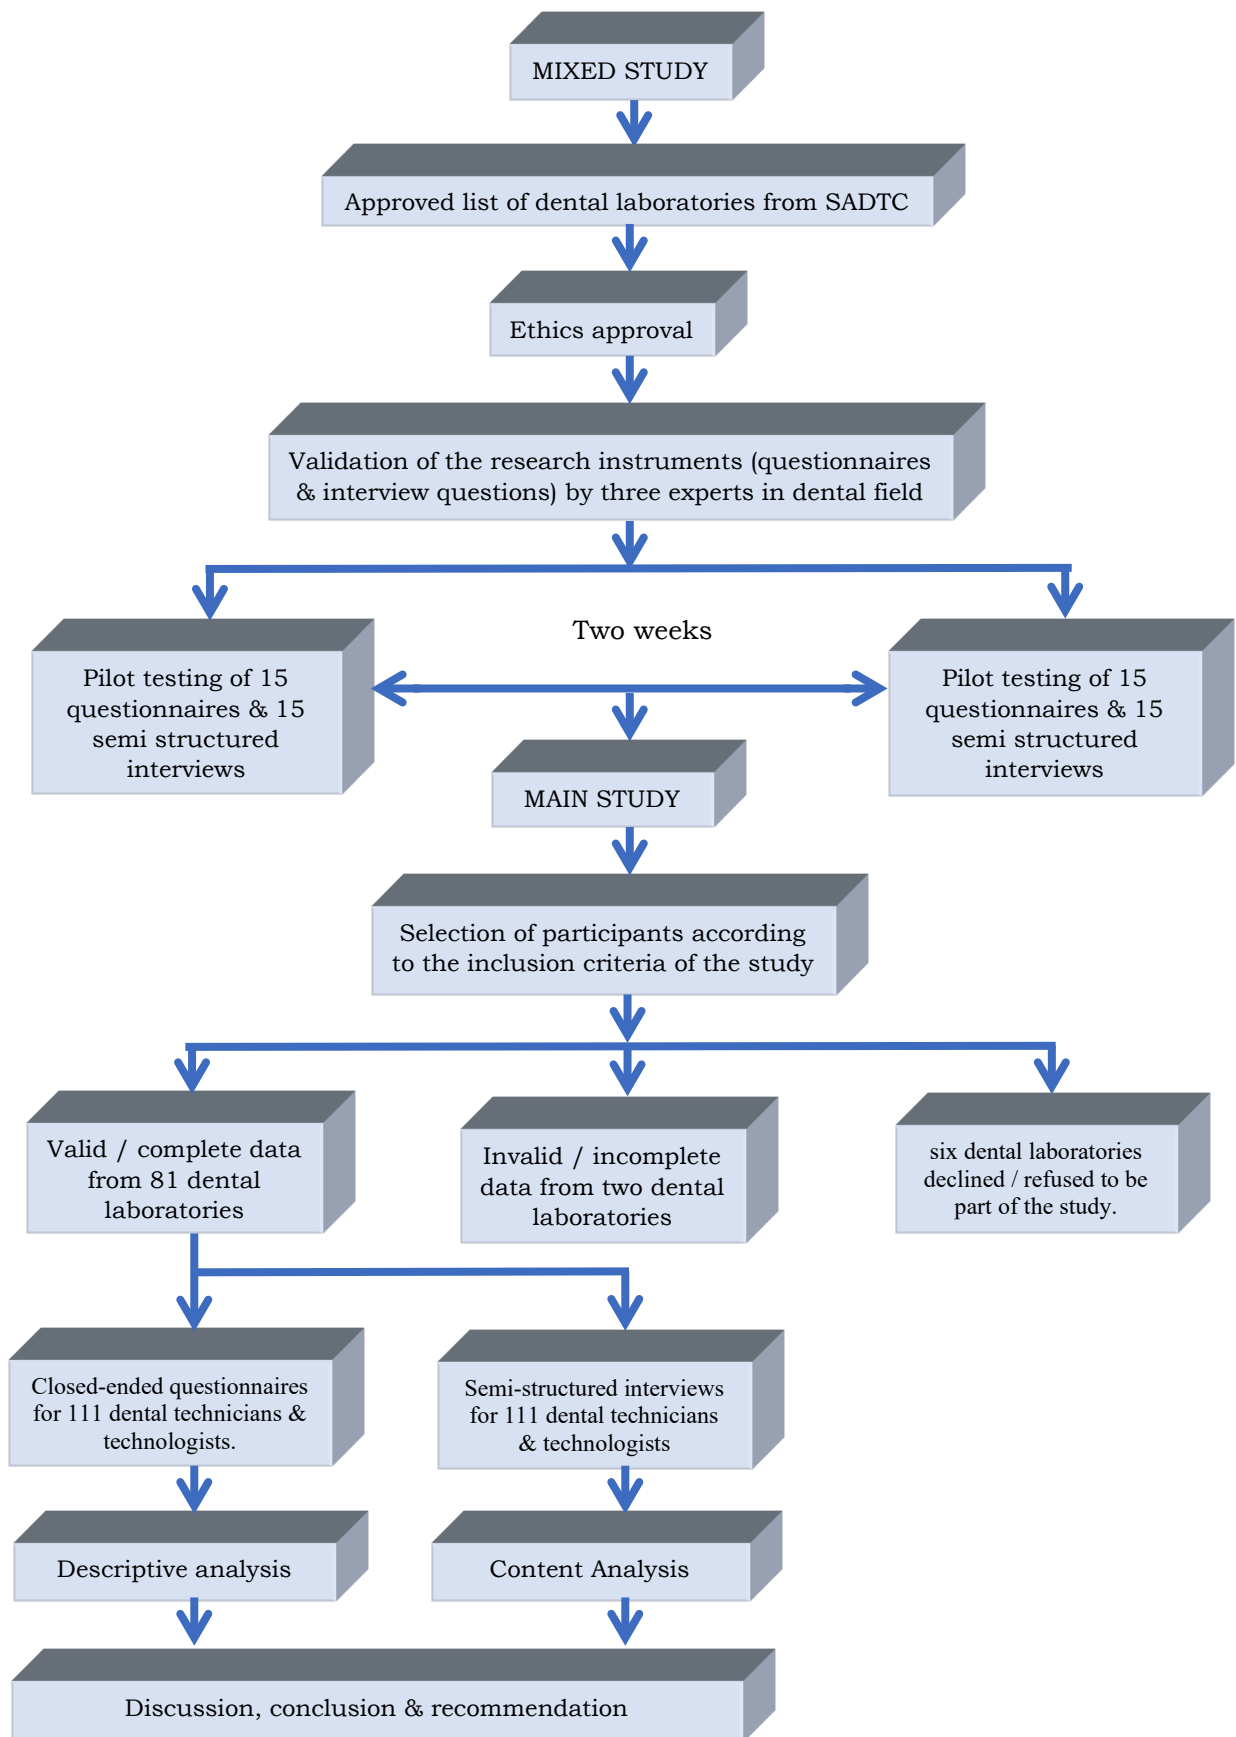 MIXED STUDY
Approved list of dental laboratories from SADTC
Ethics approval
Validation of the research instruments (questionnaires
& interview questions) by three experts in dental field
Two weeks
Pilot testing of 15
questionnaires & 15
semi structured
interviews
Pilot testing of 15
questionnaires & 15
semi structured
interviews
MAIN STUDY
Selection of participants according
to the inclusion criteria of the study
Valid / complete data
from 81 dental
laboratories
Invalid / incomplete
data from two dental
laboratories
six dental laboratories
declined / refused to be
part of the study.
Closed-ended questionnaires
for 111 dental technicians &
technologists.
Semi-structured interviews
for 111 dental technicians
& technologists
Descriptive analysis
Content Analysis
Discussion, conclusion & recommendation